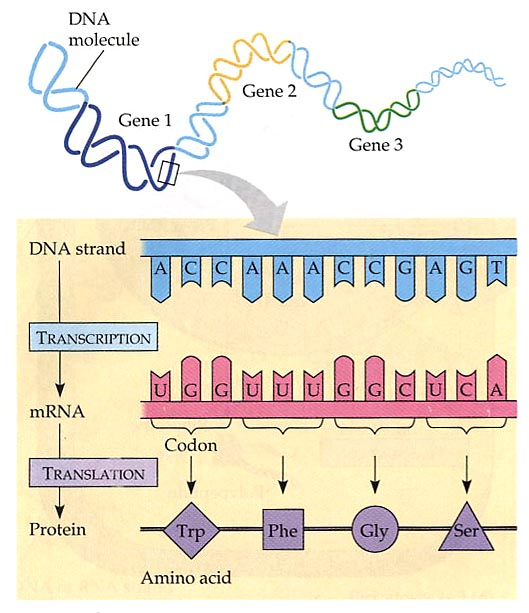 DNA
molecule
Gene 1
Gene 2
Gene 3
DNA strand
A C C A A A C C G A G T
TRANSCRIPTION
U G G U U U G G C U C A
mRNA
Codon
TRANSLATION
Protein
Trp Phe Gly Ser
Amino acid